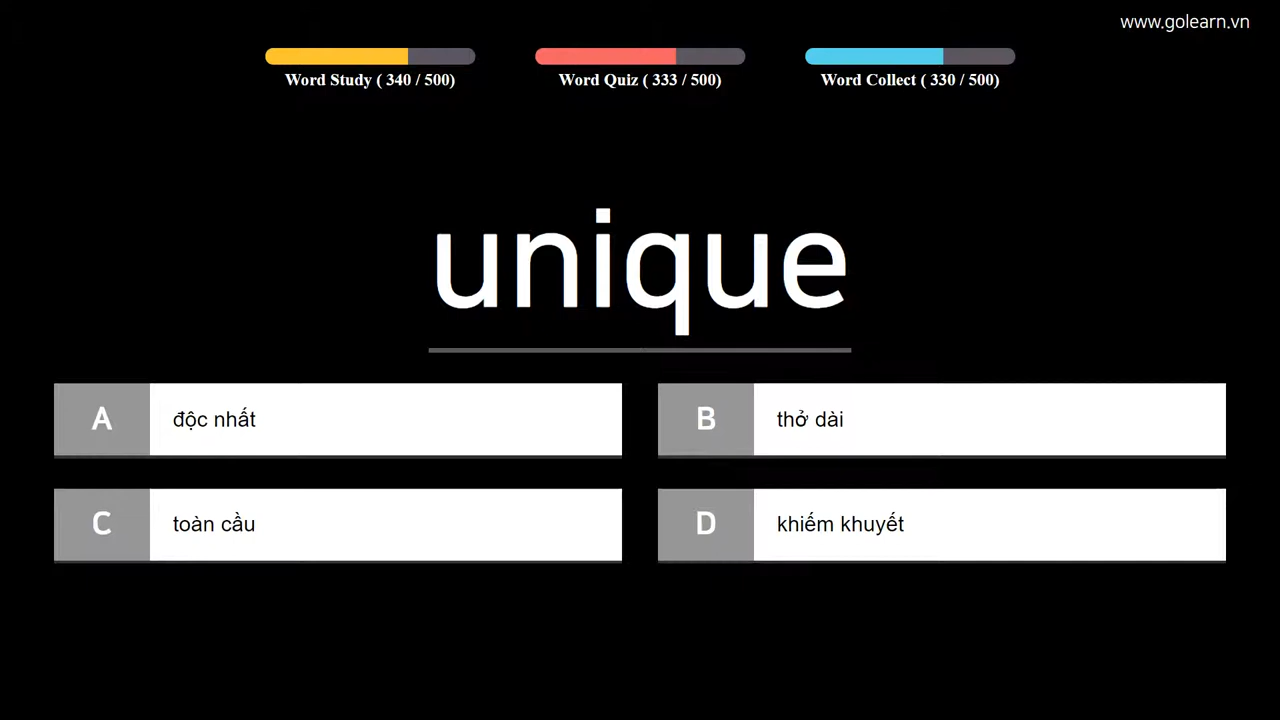 www.golearn.vn
Word Study ( 340 / 500)
Word Quiz ( 333 / 500)
Word Collect ( 330 / 500)
unique
A độc nhất
B thở dài
C toàn cầu
D khiếm khuyết